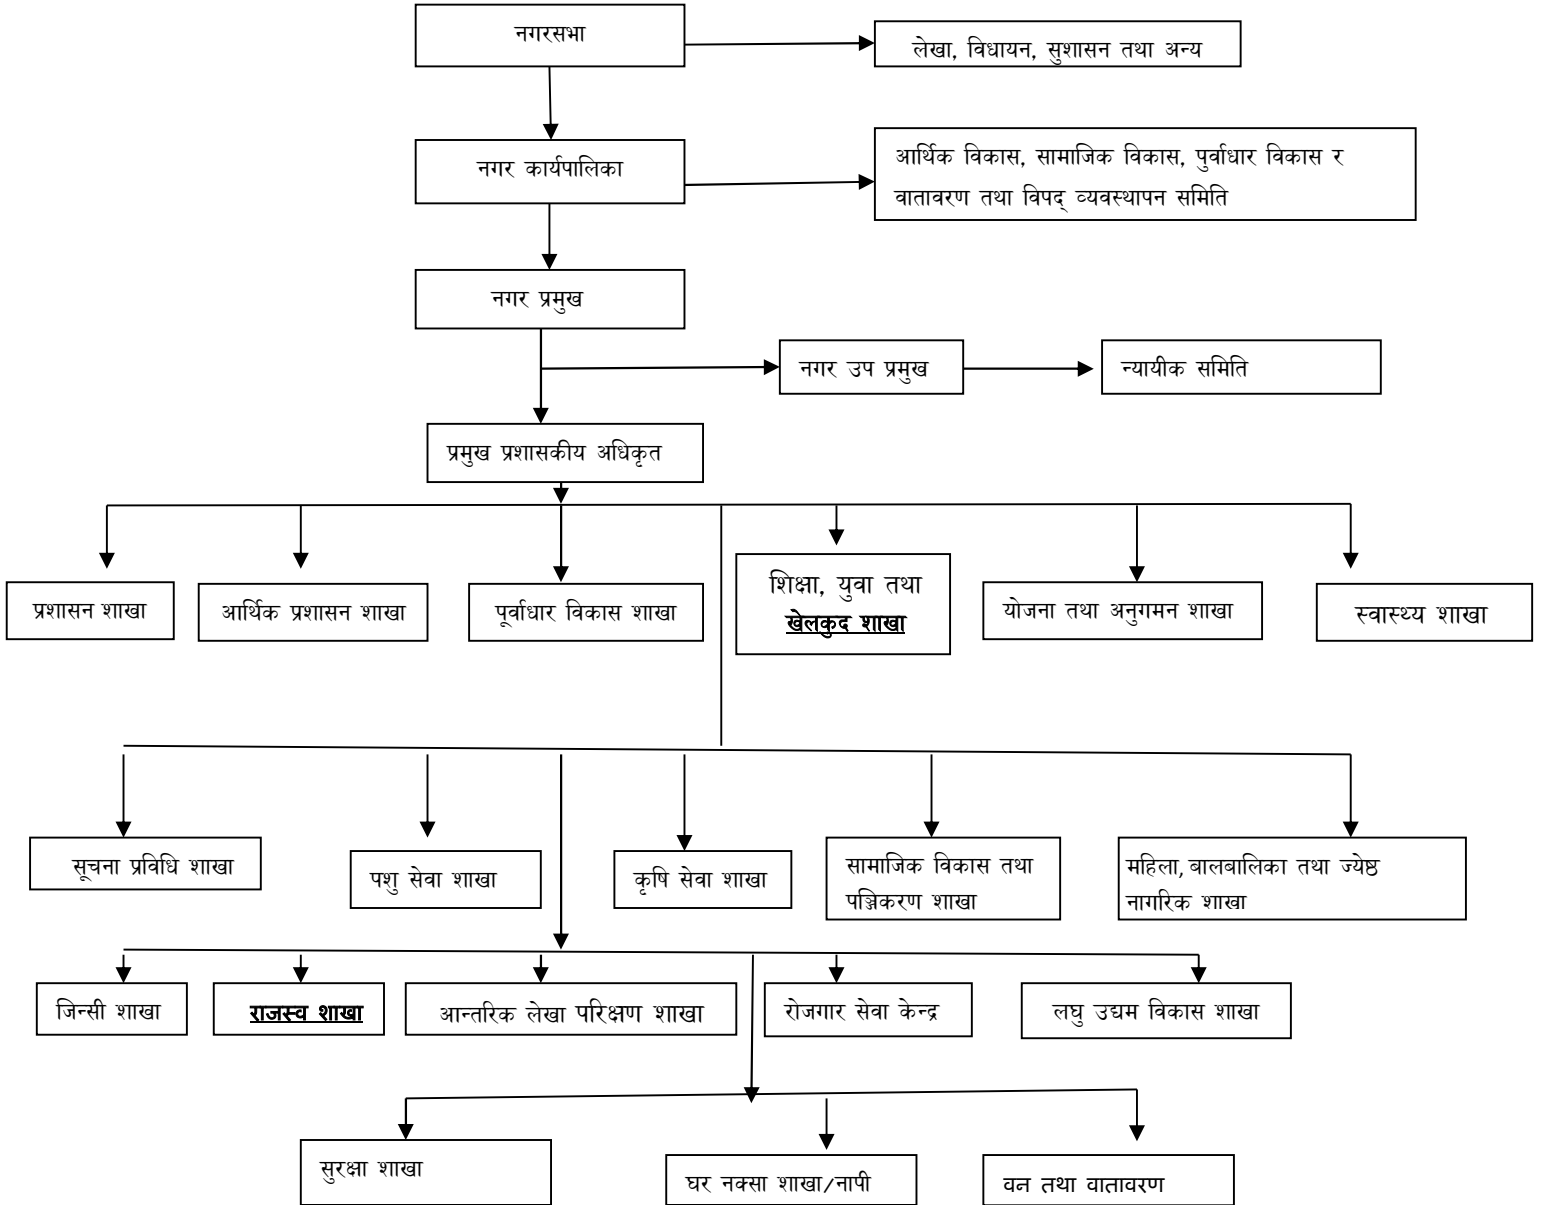 नगरसभा
लेखा, विधायन, सुशासन तथा अन्य
नगर कार्यपालिका
आर्थिक विकास, सामाजिक विकास, पुर्वाधार विकास र
वातावरण तथा विपद् व्यवस्थापन समिति
नगर प्रमुख
नगर उप प्रमुख
न्यायीक समिति
प्रमुख प्रशासकीय अधिकृत
प्रशासन शाखा
आर्थिक प्रशासन शाखा
पूर्वाधार विकास शाखा
शिक्षा, युवा तथा
खेलकुद शाखा
योजना तथा अनुगमन शाखा
स्वास्थ्य शाखा
सूचना प्रविधि शाखा
पशु सेवा शाखा
कृषि सेवा शाखा
सामाजिक विकास तथा
पञ्जिकरण शाखा
महिला, बालबालिका तथा ज्येष्ठ
नागरिक शाखा
जिन्सी शाखा
राजस्व शाखा
आन्तरिक लेखा परिक्षण शाखा
रोजगार सेवा केन्द्र
लघु उद्यम विकास शाखा
सुरक्षा शाखा
घर नक्सा शाखा/नापी
वन तथा वातावरण